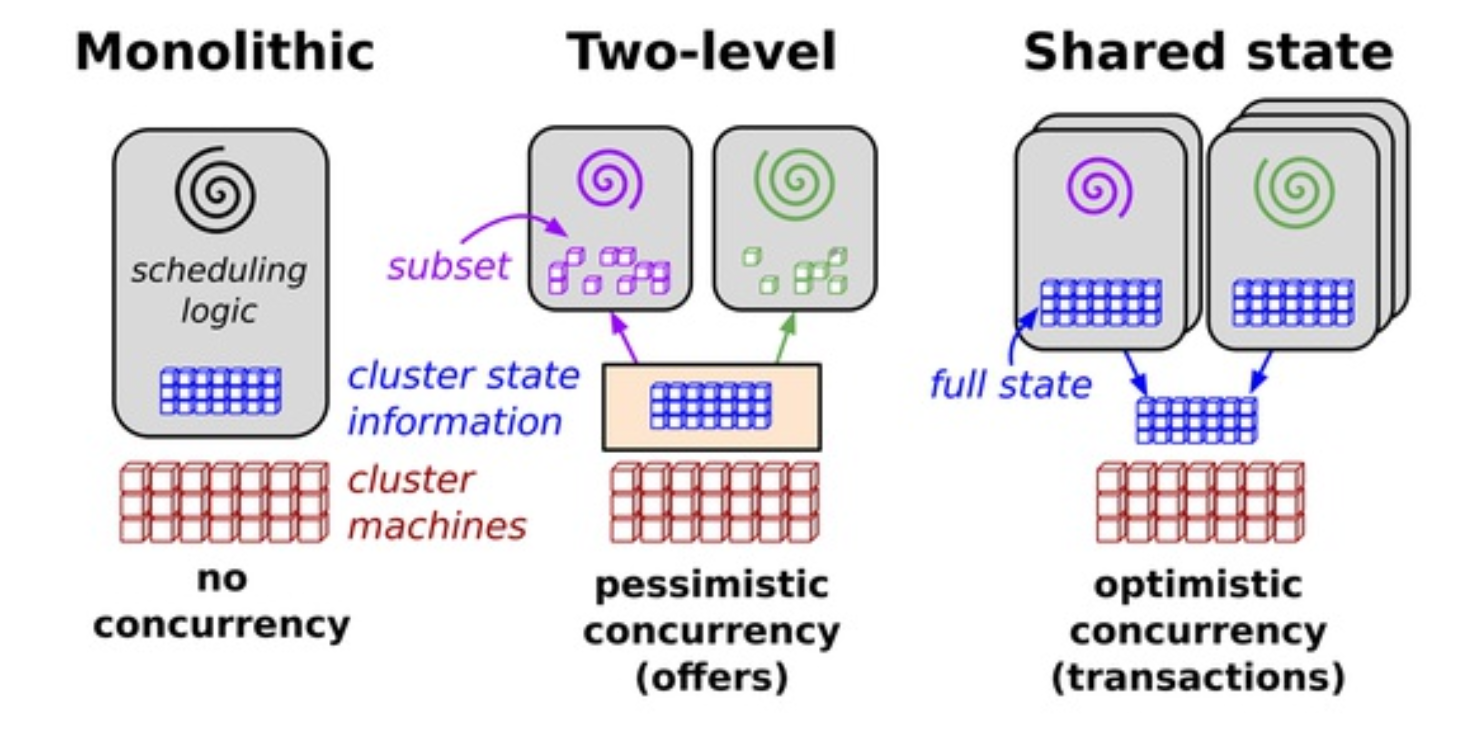 Monolithic
Two-level
Shared state
scheduling
logic
cluster state
information
cluster
machines
no
concurrency
subset
pessimistic
concurrency
(offers)
full state
optimistic
concurrency
(transactions)